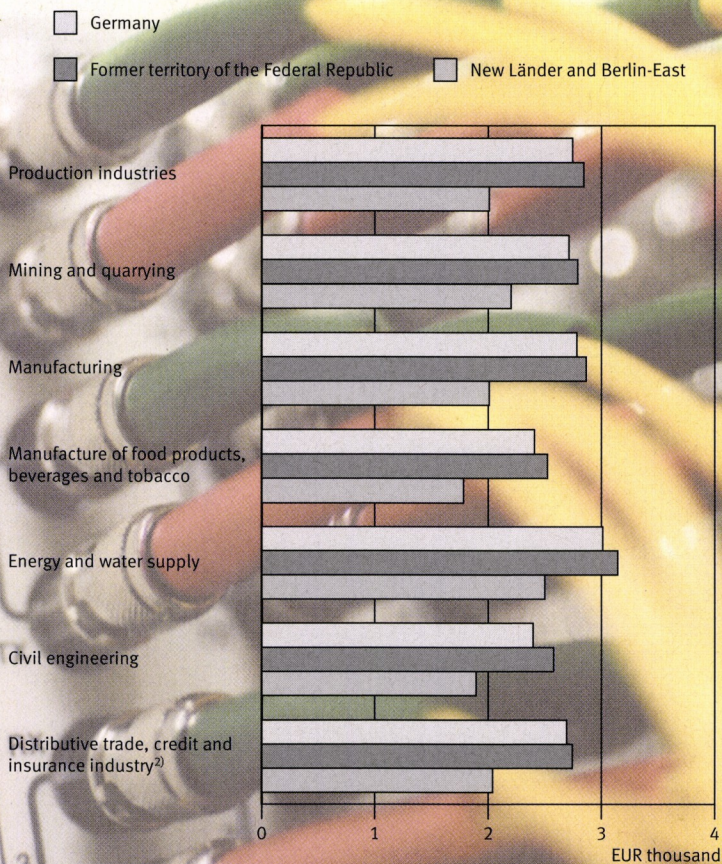 Germany
Former territory of the Federal Republic
New Länder and Berlin-East
Production industries
Mining and quarrying
Manufacturing
Manufacture of food products,
beverages and tobacco
Energy and water supply
Civil engineering
Distributive trade, credit and
insurance industry2)
0 1 2 3 4
EUR thousand